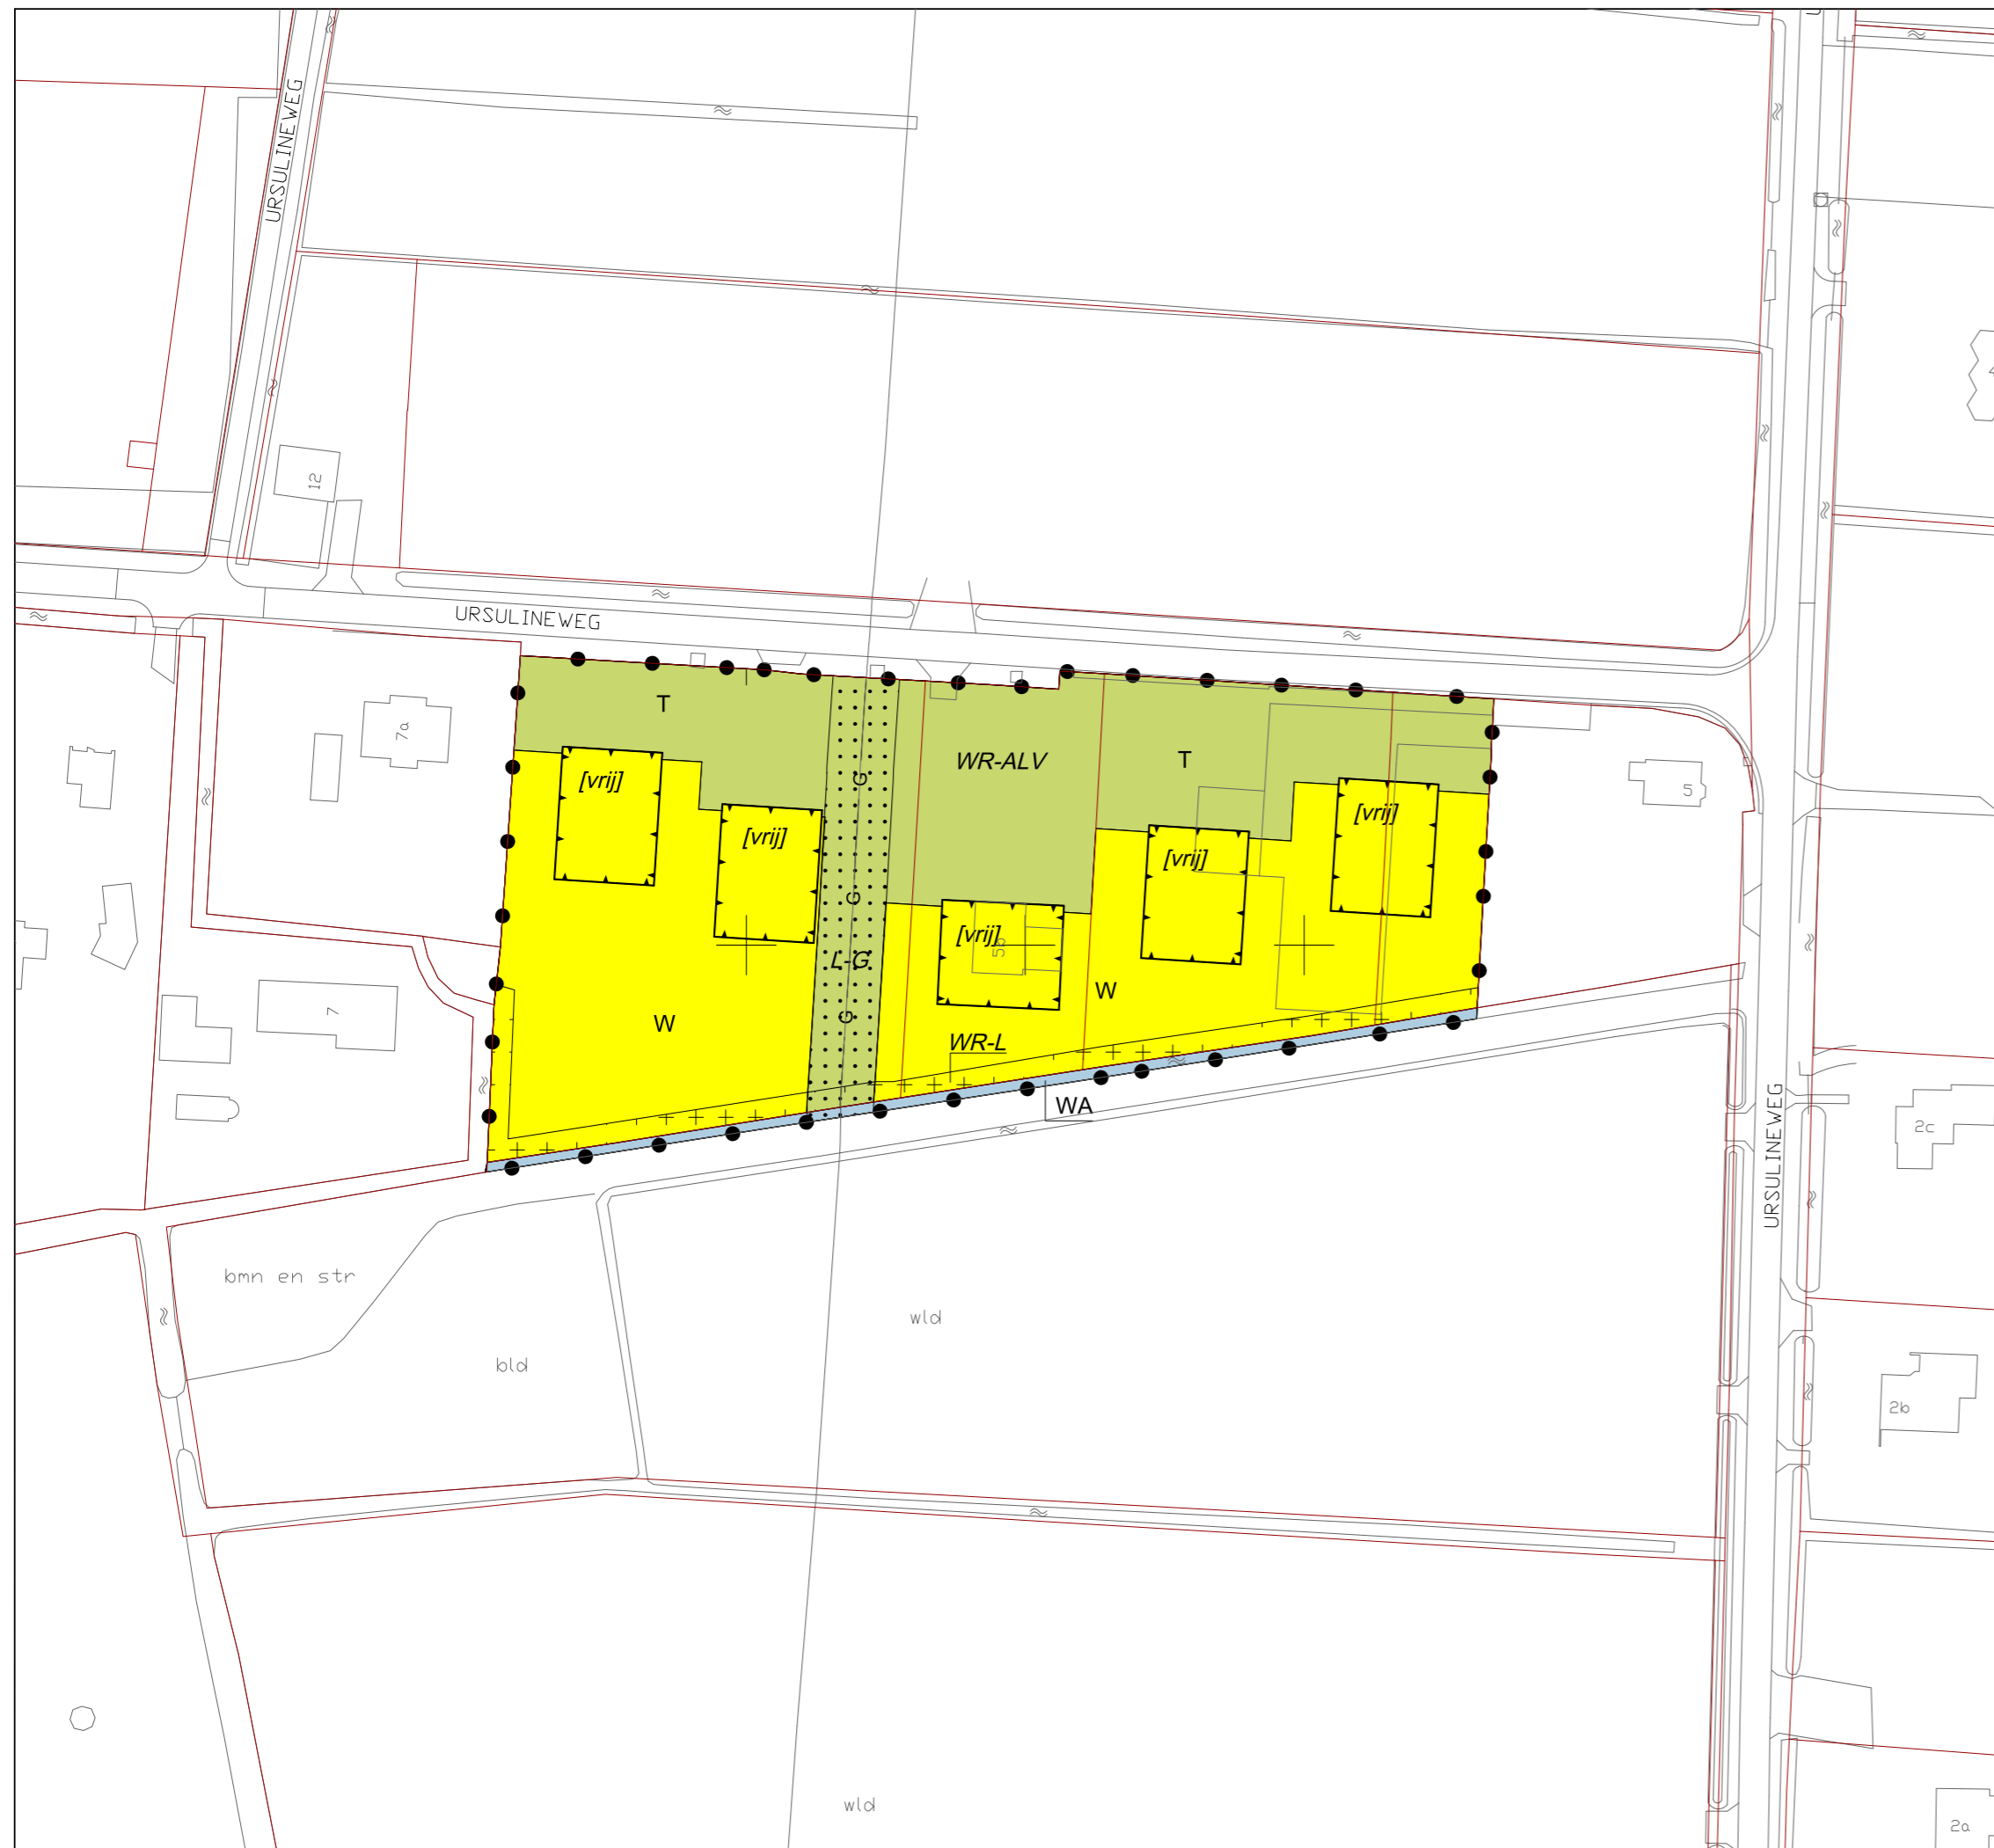 URSULINEWEG
12
URSULINEWEG
7a
T
WR-ALV
T
5
[vrij]
[vrij]
[vrij]
[vrij]
[vrij]
G
G
L-G
G
7
W
W
WR-L
WA
URSULINEWEG
2c
bmn en str
wld
bld
2b
wld
2a